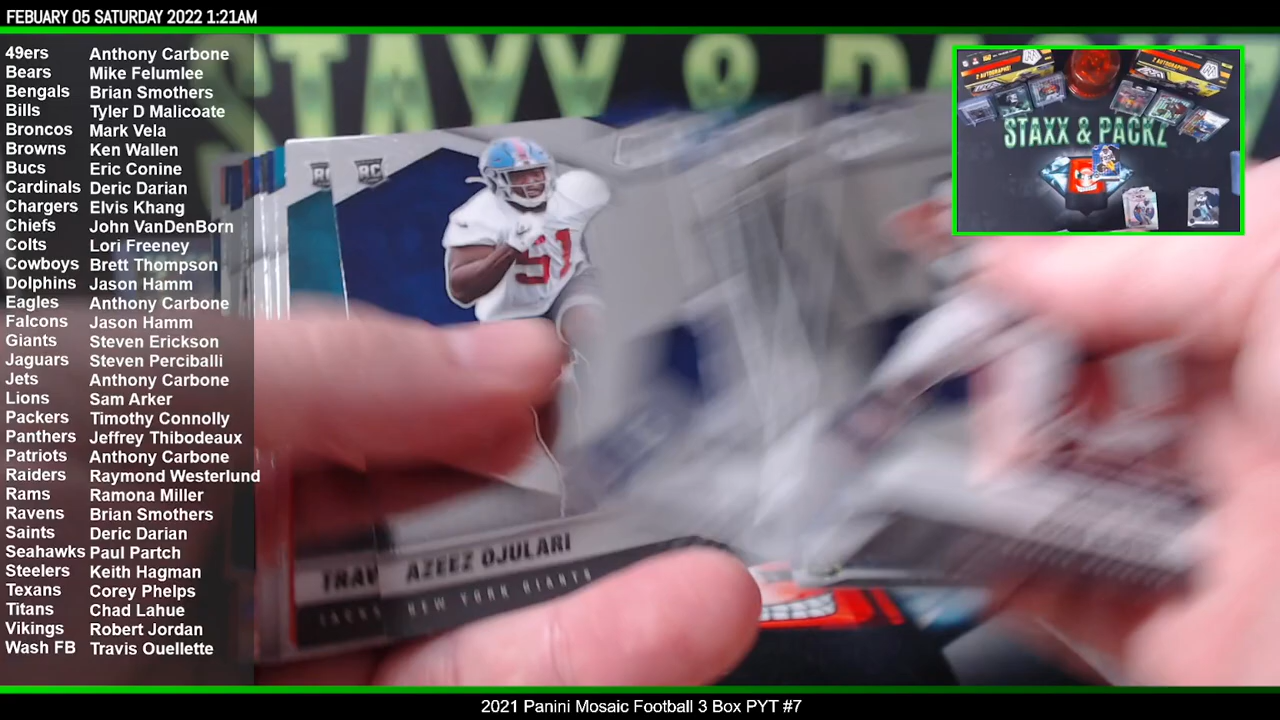 FEBUARY 05 SATURDAY 2022 1:21AM
49ers Anthony Carbone
Bears Mike Felumlee
Bengals Brian Smothers
Bills Tyler D Malicoate
Broncos Mark Vela
Browns Ken Wallen
Bucs Eric Conine
Cardinals Deric Darian
Chargers Elvis Khang
Chiefs John VanDenBorn
Colts Lori Freeney
Cowboys Brett Thompson
Dolphins Jason Hamm
Eagles Anthony Carbone
Falcons Jason Hamm
Giants Steven Erickson
Jaguars Steven Perciballi
Jets Anthony Carbone
Lions Sam Arker
Packers Timothy Connolly
Panthers Jeffrey Thibodeaux
Patriots Anthony Carbone
Raiders Raymond Westerlund
Rams Ramona Miller
Ravens Brian Smothers
Saints Deric Darian
Seahawks Paul Partch
Steelers Keith Hagman
Texans Corey Phelps
Titans Chad Lahue
Vikings Robert Jordan
Wash FB Travis Ouellette
STAXX & PA
RC
51
TRAV
AZEEZ OJULARI
NEW YORK GIANTS
2 AUTOGRAPHS!
STAXX & PACKZ
2021 Panini Mosaic Football 3 Box PYT #7